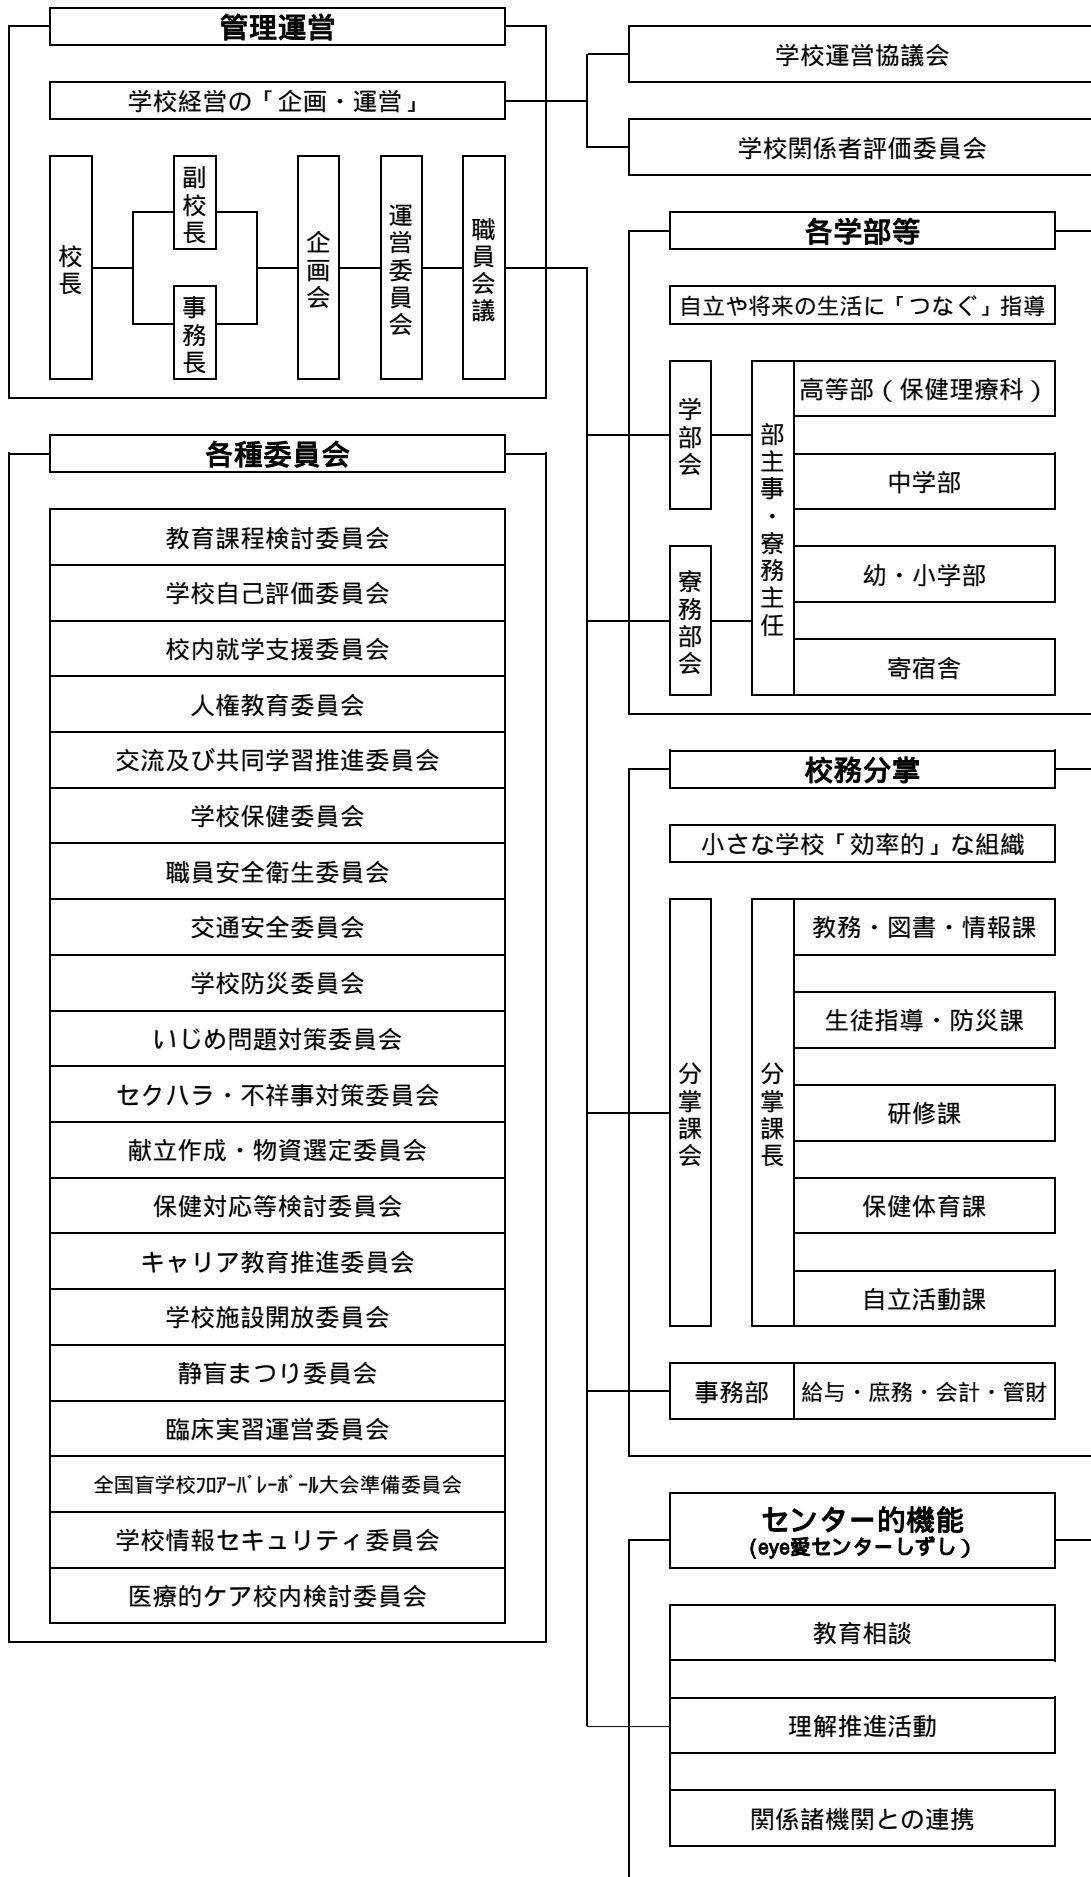 管理運営
学校経営の「企画・運営」
校長
副校長
事務長
企画会
運営委員会
職員会議
学校運営協議会
学校関係者評価委員会
各種委員会
教育課程検討委員会
学校自己評価委員会
校内就学支援委員会
人権教育委員会
交流及び共同学習推進委員会
学校保健委員会
職員安全衛生委員会
交通安全委員会
学校防災委員会
いじめ問題対策委員会
セクハラ・不祥事対策委員会
献立作成・物資選定委員会
保健対応等検討委員会
キャリア教育推進委員会
学校施設開放委員会
静盲まつり委員会
臨床実習運営委員会
全国盲学校ﾌﾛｱｰﾊﾞﾚｰﾎﾞｰﾙ大会準備委員会
学校情報セキュリティ委員会
医療的ケア校内検討委員会
各学部等
自立や将来の生活に「つなぐ」指導
学部会
寮務部会
部主事・寮務主任
高等部（保健理療科）
中学部
幼・小学部
寄宿舎
校務分掌
小さな学校「効率的」な組織
分掌課会
分掌課長
教務・図書・情報課
生徒指導・防災課
研修課
保健体育課
自立活動課
事務部
給与・庶務・会計・管財
センター的機能
(eye愛センターしずし）
教育相談
理解推進活動
関係諸機関との連携